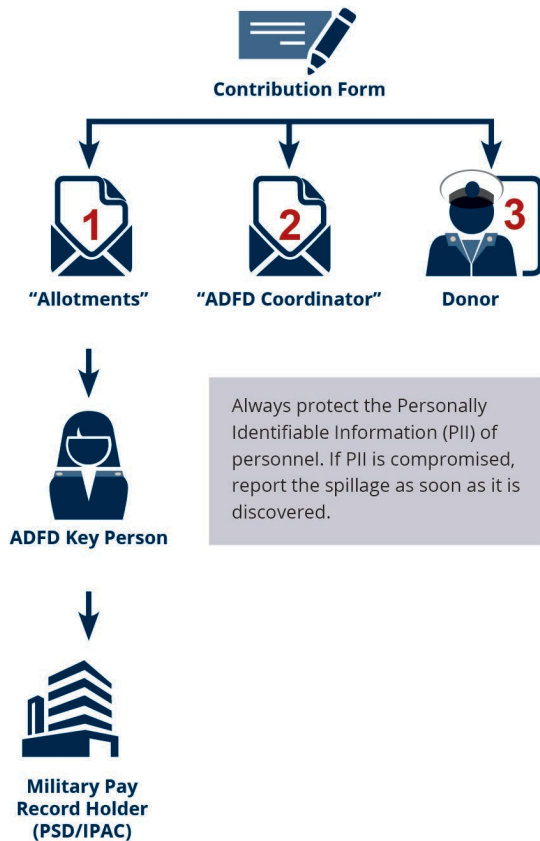 Contribution Form
1
2
3
“Allotments”
“ADFD Coordinator”
Donor
Always protect the Personally
Identifiable Information (PII) of
personnel. If PII is compromised,
report the spillage as soon as it is
discovered.
ADFD Key Person
Military Pay
Record Holder
(PSD/IPAC)